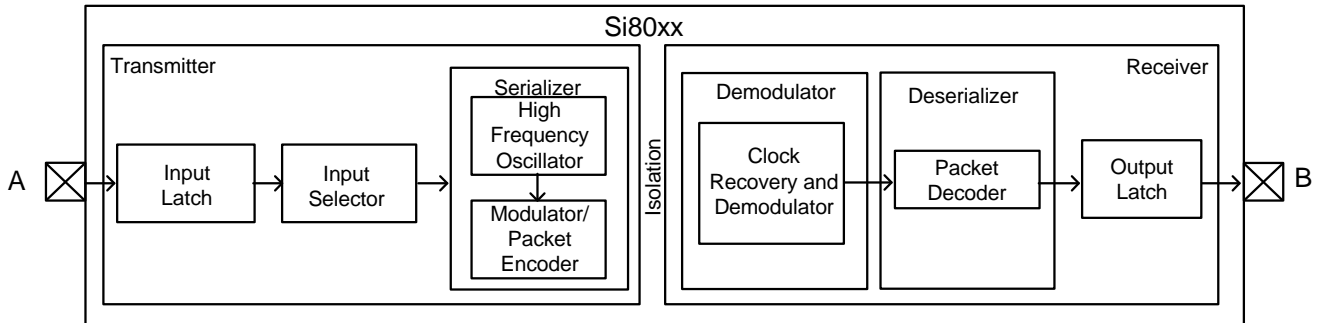 Si80xx
Transmitter
Receiver
A
Input
Latch
Input
Selector
Serializer
High
Frequency
Oscillator
Modulator/
Packet
Encoder
Isolation
Demodulator
Clock
Recovery and
Demodulator
Deserializer
Packet
Decoder
Output
Latch
B